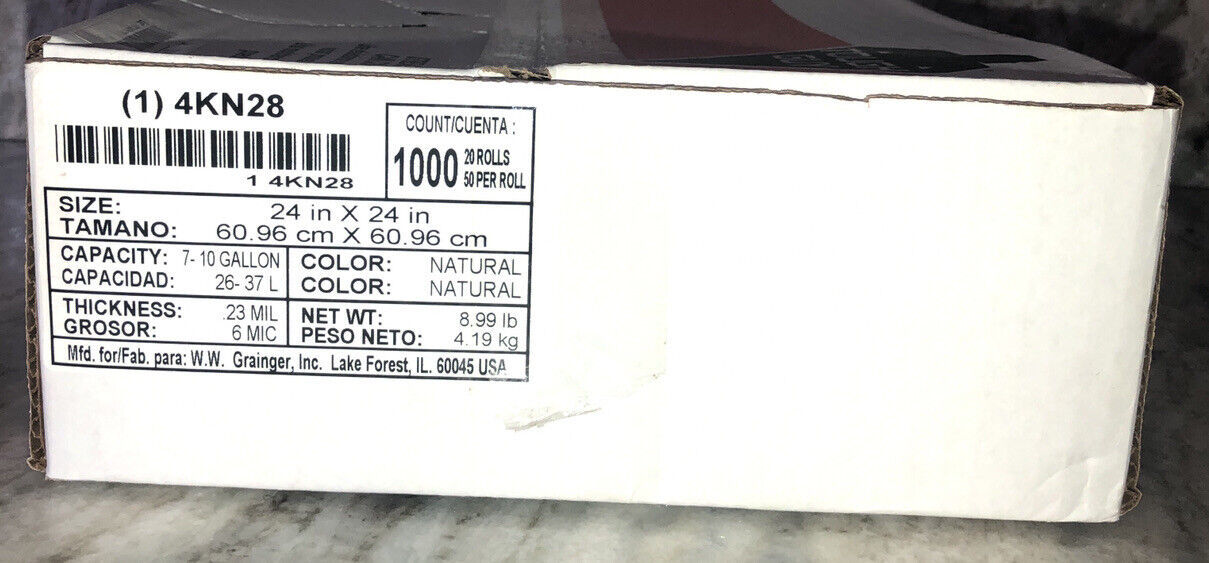 (1) 4KN28
1 4KN28
COUNT/CUENTA :
1000 20 ROLLS
50 PER ROLL
SIZE: 24 in X 24 in
TAMANO: 60.96 cm X 60.96 cm
CAPACITY: 7- 10 GALLON
CAPACIDAD: 26- 37 L
COLOR: NATURAL
COLOR: NATURAL
THICKNESS: .23 MIL
GROSOR: 6 MIC
NET WT: 8.99 lb
PESO NETO: 4.19 kg
Mfd. for/Fab. para: W.W. Grainger, Inc. Lake Forest, IL. 60045 USA